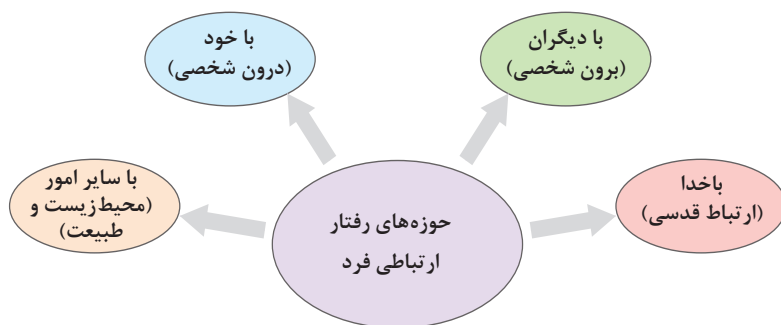 با دیگران
(برون شخصی)
با خود
(درون شخصی)
باخدا
(ارتباط قدسی)
با سایر امور
(محیط‌زیست و
طبیعت)
حوزه‌های رفتار
ارتباطی فرد